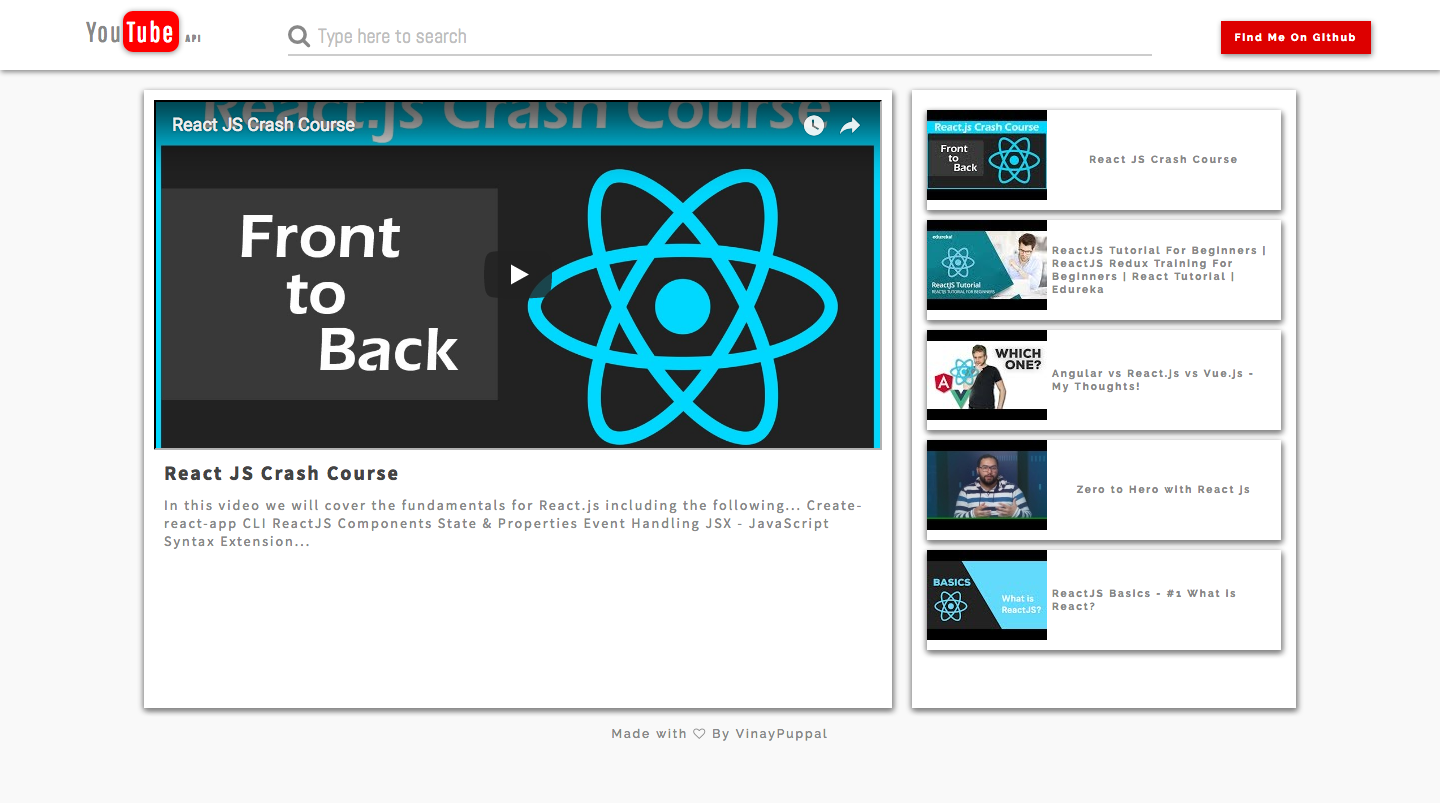 YouTube API
Type here to search
Find Me On Github
React.js Crash Course
React JS Crash Course
Front
to
Back
React JS Crash Course
In this video we will cover the fundamentals for React.js including the following... Create-
react-app CLI ReactJS Components State & Properties Event Handling JSX - JavaScript
Syntax Extension...
React.js Crash Course
Front
to
Back
React JS Crash Course
edureka!
ReactJS Tutorial
REACTJS TUTORIAL FOR BEGINNERS
ReactJS Tutorial For Beginners |
ReactJS Redux Training For
Beginners | React Tutorial |
Edureka
WHICH
ONE?
A
Angular vs React.js vs Vue.js -
My Thoughts!
Zero to Hero with React js
BASICS
What is
ReactJS?
ReactJS Basics - #1 What is
React?
Made with ♡ By VinayPuppal